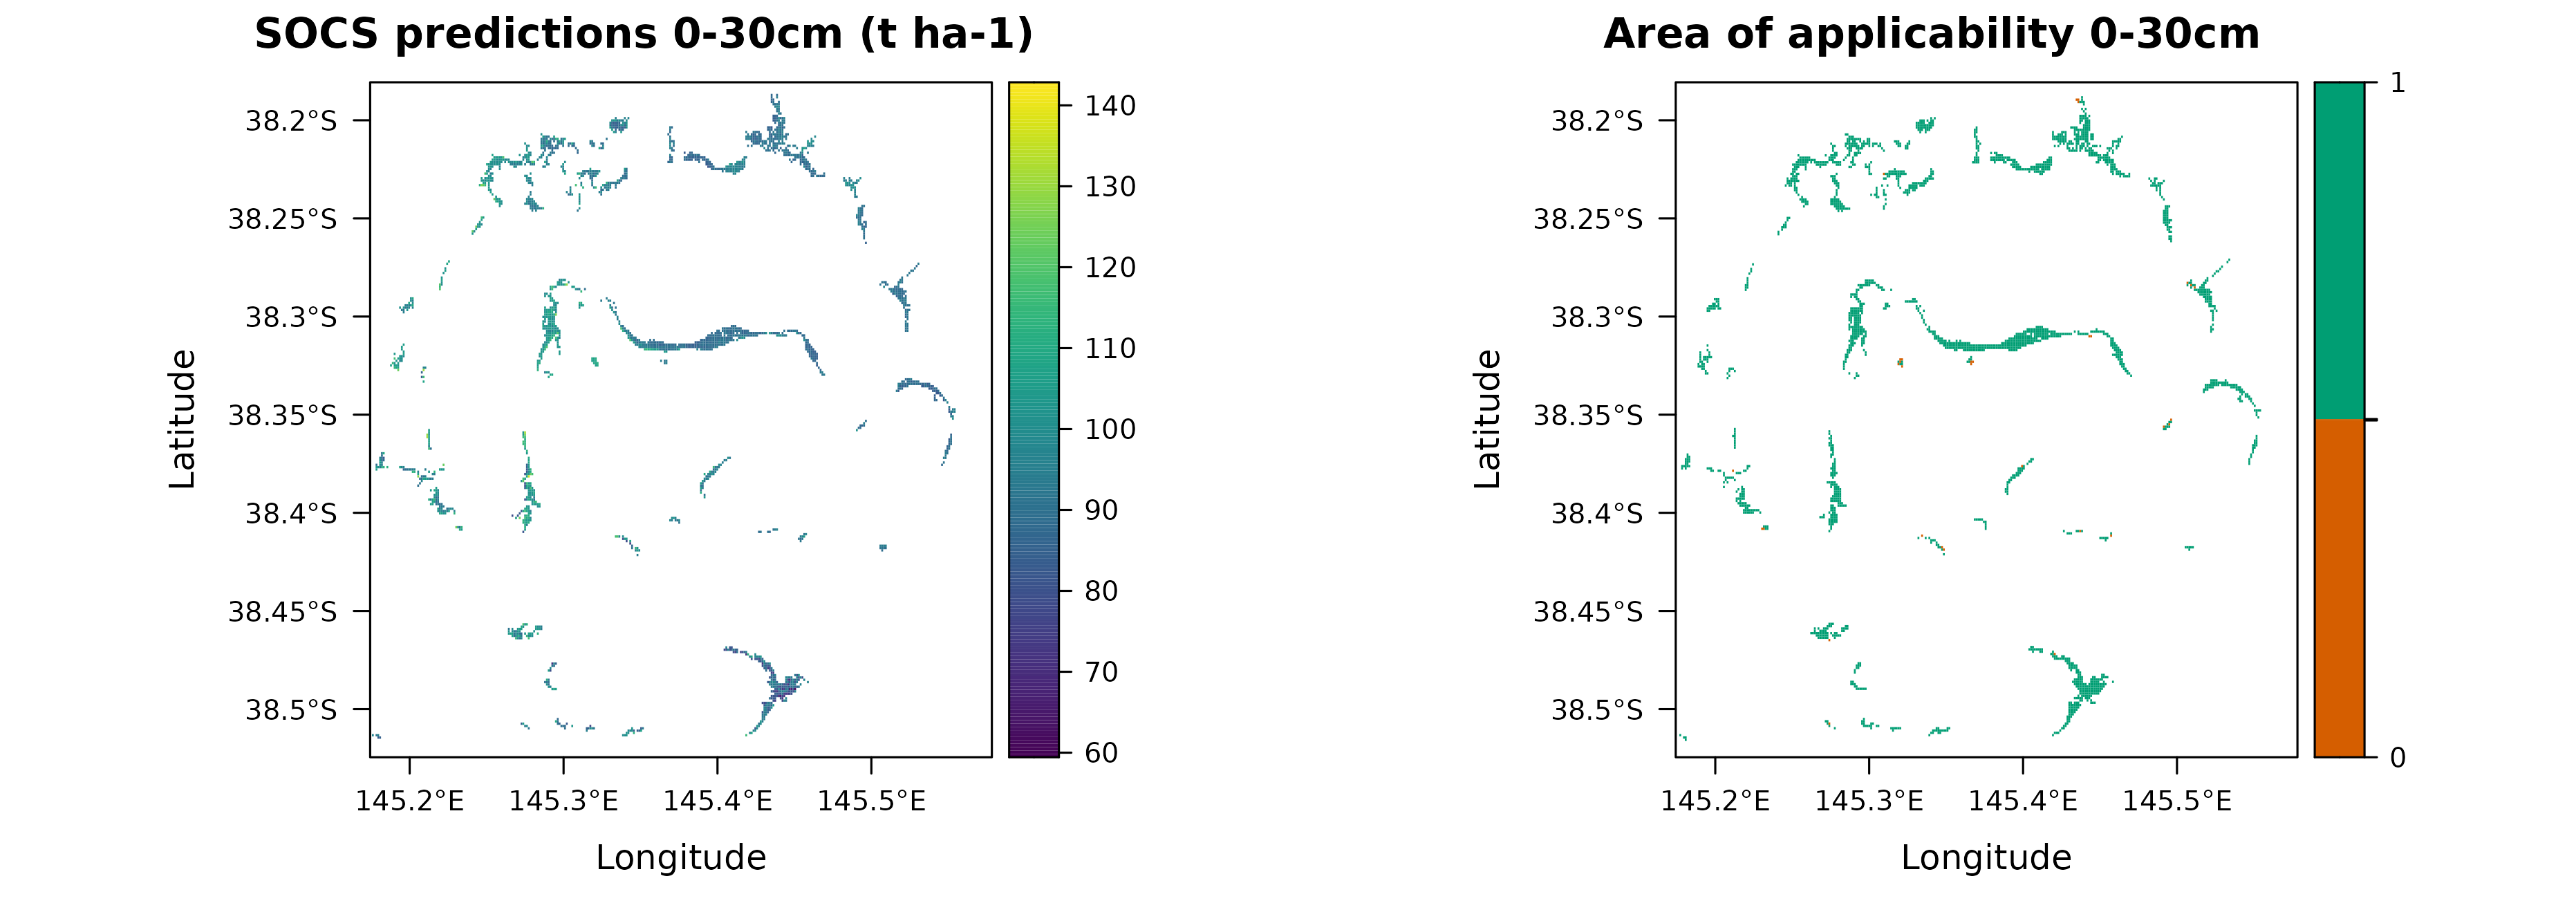 SOCS predictions 0-30cm (t ha-1)
38.2°S
38.25°S
38.3°S
38.35°S
38.4°S
38.45°S
38.5°S
Latitude
145.2°E 145.3°E 145.4°E 145.5°E
Longitude
140
130
120
110
100
90
80
70
60
Area of applicability 0-30cm
38.2°S
38.25°S
38.3°S
38.35°S
38.4°S
38.45°S
38.5°S
Latitude
145.2°E 145.3°E 145.4°E 145.5°E
Longitude
1
0